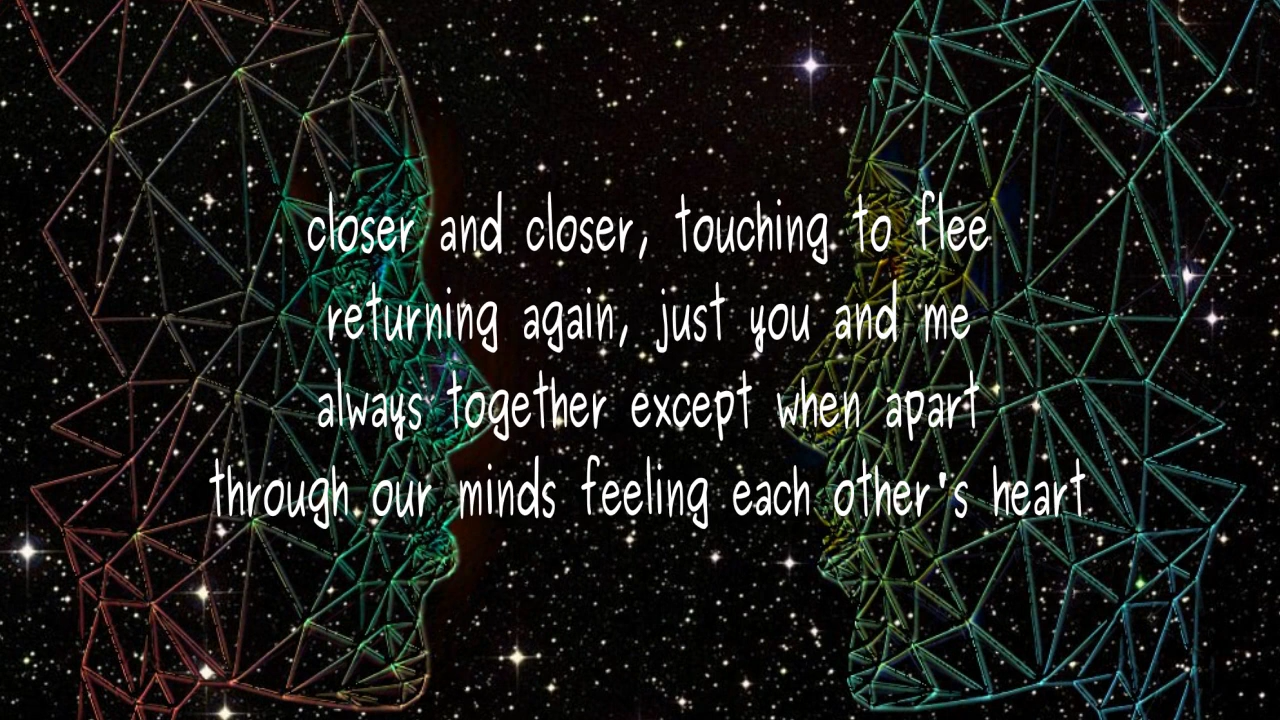 closer and closer, touching to flee
returning again, just you and me
always together except when apart
through our minds feeling each other's heart